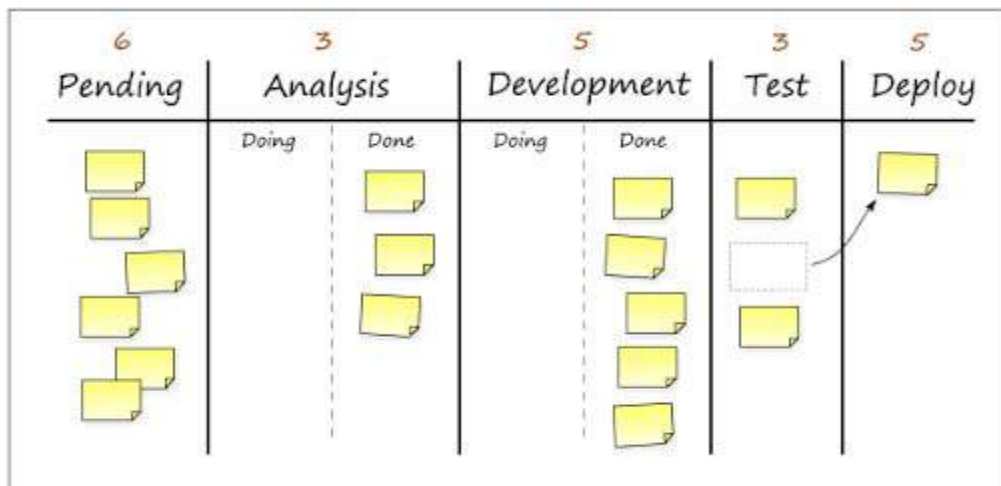 6 3 5 3 5
Pending Analysis Development Test Deploy
Doing Done Doing Done